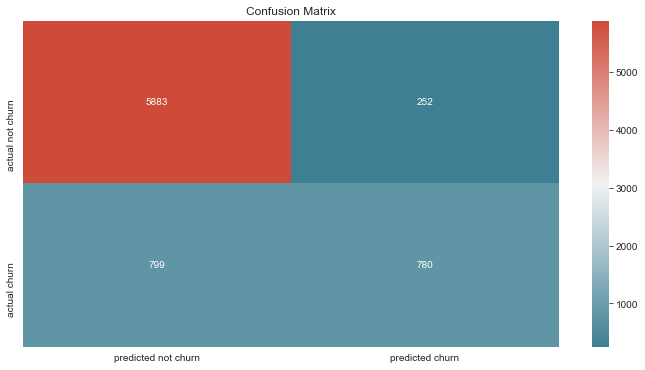 Confusion Matrix
actual not churn
5883
252
actual churn
799
780
predicted not churn
predicted churn
5000
4000
3000
2000
1000